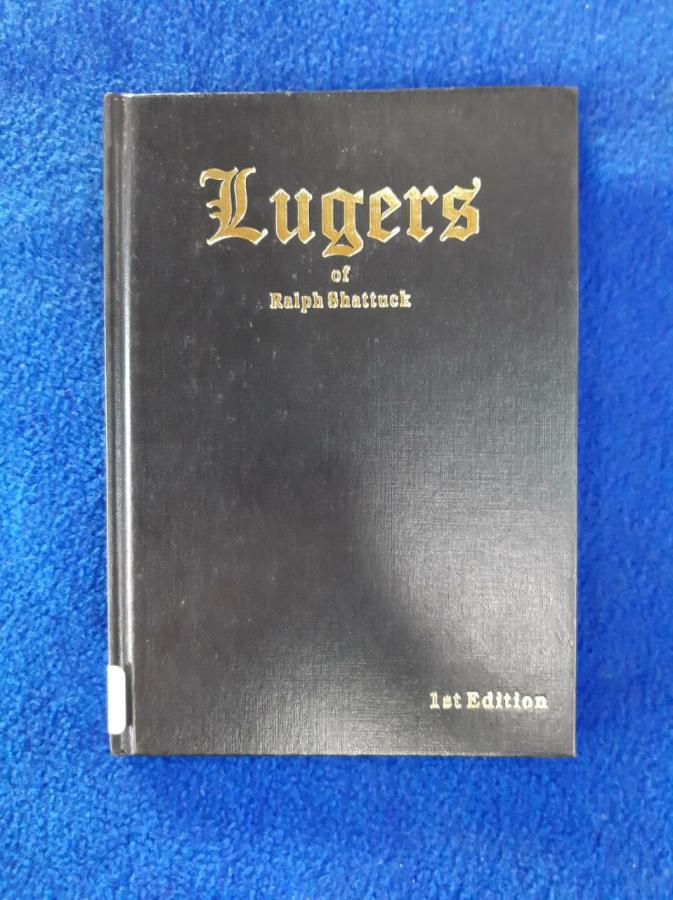 Lugers
of
Ralph Shattuck
1st Edition